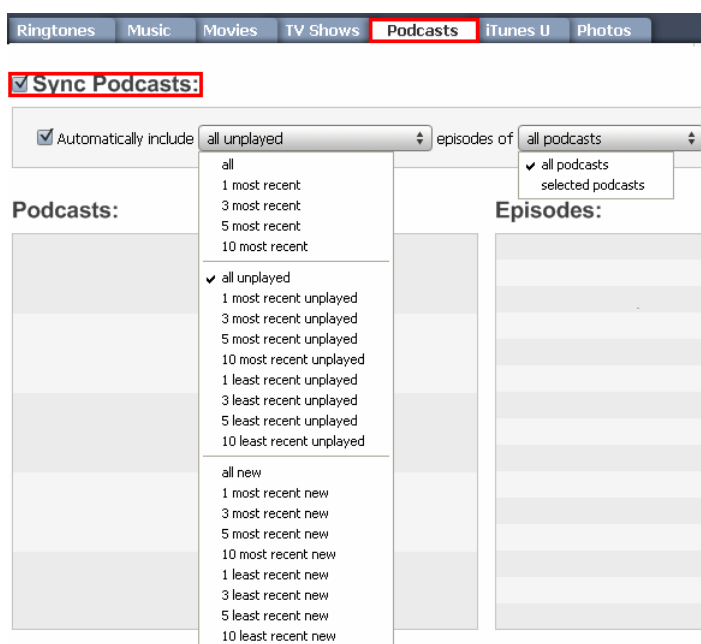 Ringtones Music Movies TV Shows Podcasts iTunes U Photos
Sync Podcasts:
Automatically include all unplayed episodes of all podcasts
all
1 most recent
3 most recent
5 most recent
10 most recent
all unplayed
1 most recent unplayed
3 most recent unplayed
5 most recent unplayed
10 most recent unplayed
1 least recent unplayed
3 least recent unplayed
5 least recent unplayed
10 least recent unplayed
all new
1 most recent new
3 most recent new
5 most recent new
10 most recent new
1 least recent new
3 least recent new
5 least recent new
10 least recent new
all podcasts
selected podcasts
Podcasts:
Episodes: